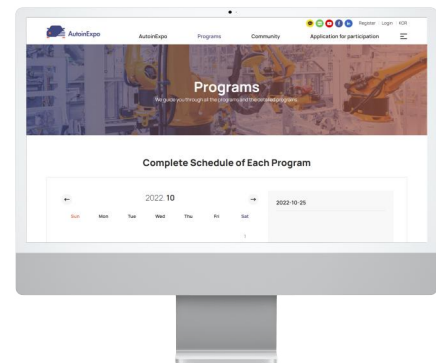 Register | Login | KOR
AutoinExpo
AutoinExpo Programs Community Application for participation
Programs
We guide you through all the programs and the detailed programs.
Complete Schedule of Each Program
← 2022. 10 →
2022-10-25
Sun Mon Tue Wed Thu Fri Sat
1